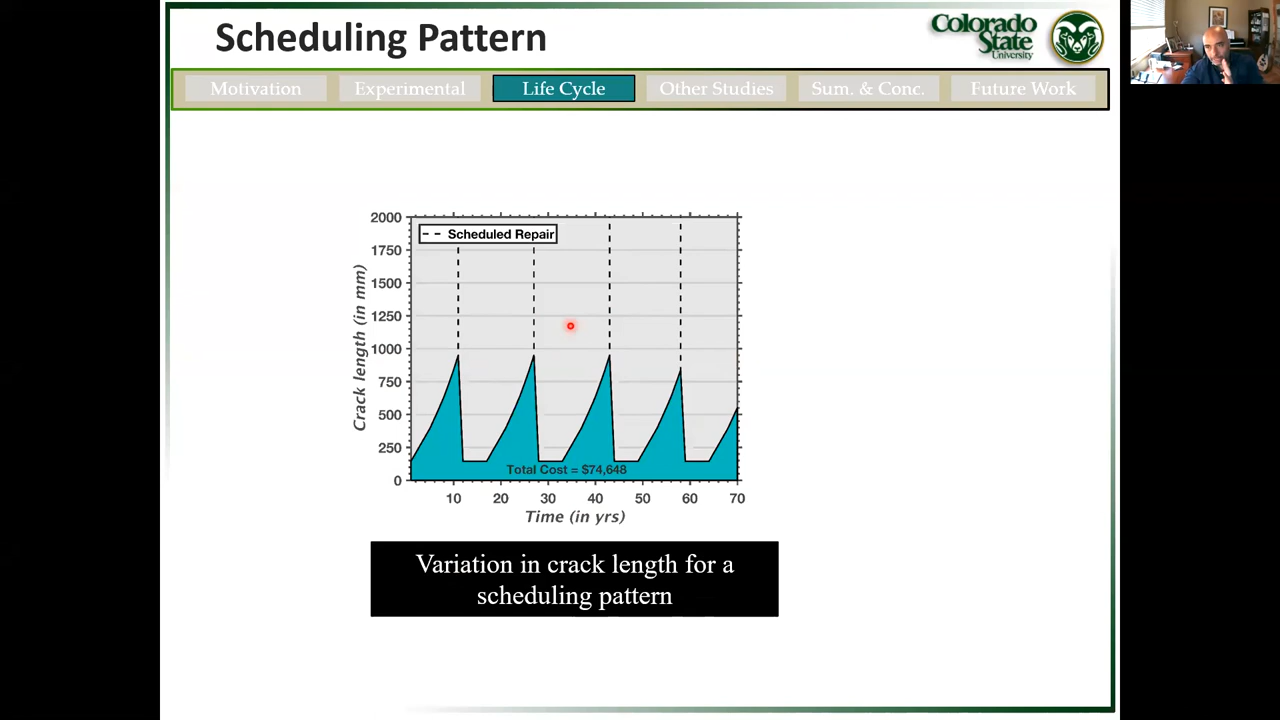 Scheduling Pattern
Colorado
State
University
Motivation
Experimental
Life Cycle
Other Studies
Sum. & Conc.
Future Work
Scheduled Repair
2000
1750
1500
1250
1000
750
500
250
0
Crack length (in mm)
Total Cost = $74,648
10 20 30 40 50 60 70
Time (in yrs)
Variation in crack length for a
scheduling pattern